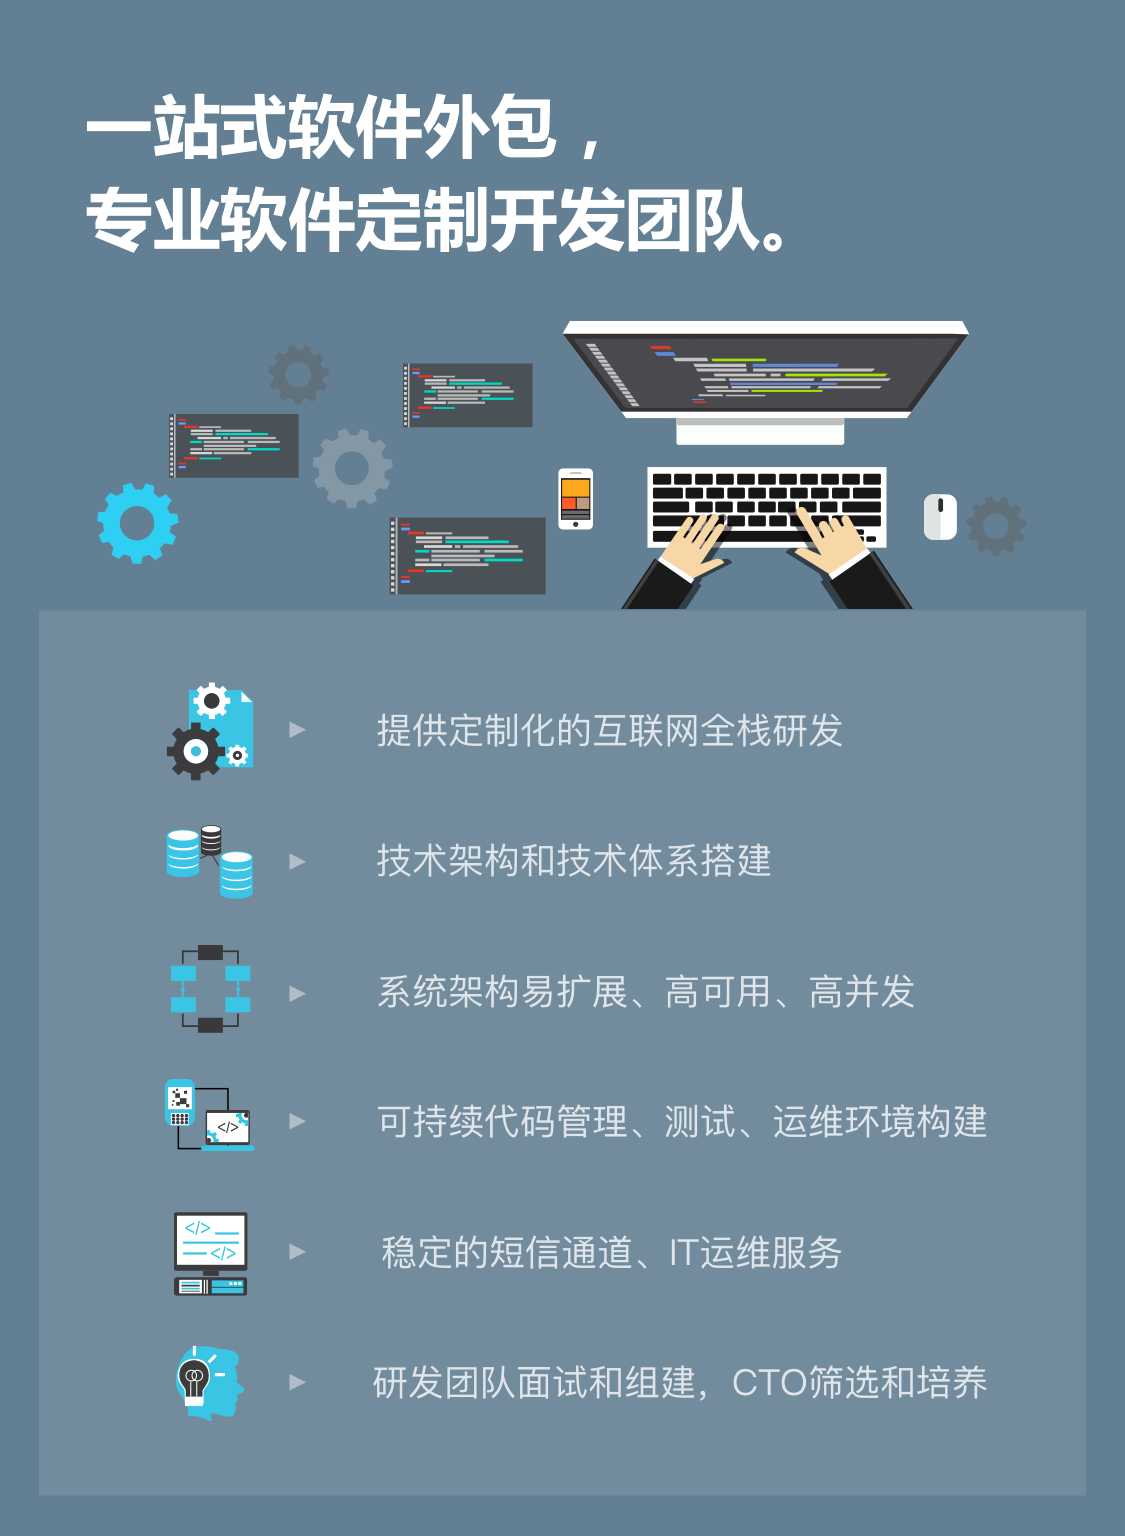 一站式软件外包，
专业软件定制开发团队。
提供定制化的互联网全栈研发
技术架构和技术体系搭建
系统架构易扩展、高可用、高并发
可持续代码管理、测试、运维环境构建
</>
稳定的短信通道、IT运维服务
</>
</>
研发团队面试和组建，CTO筛选和培养